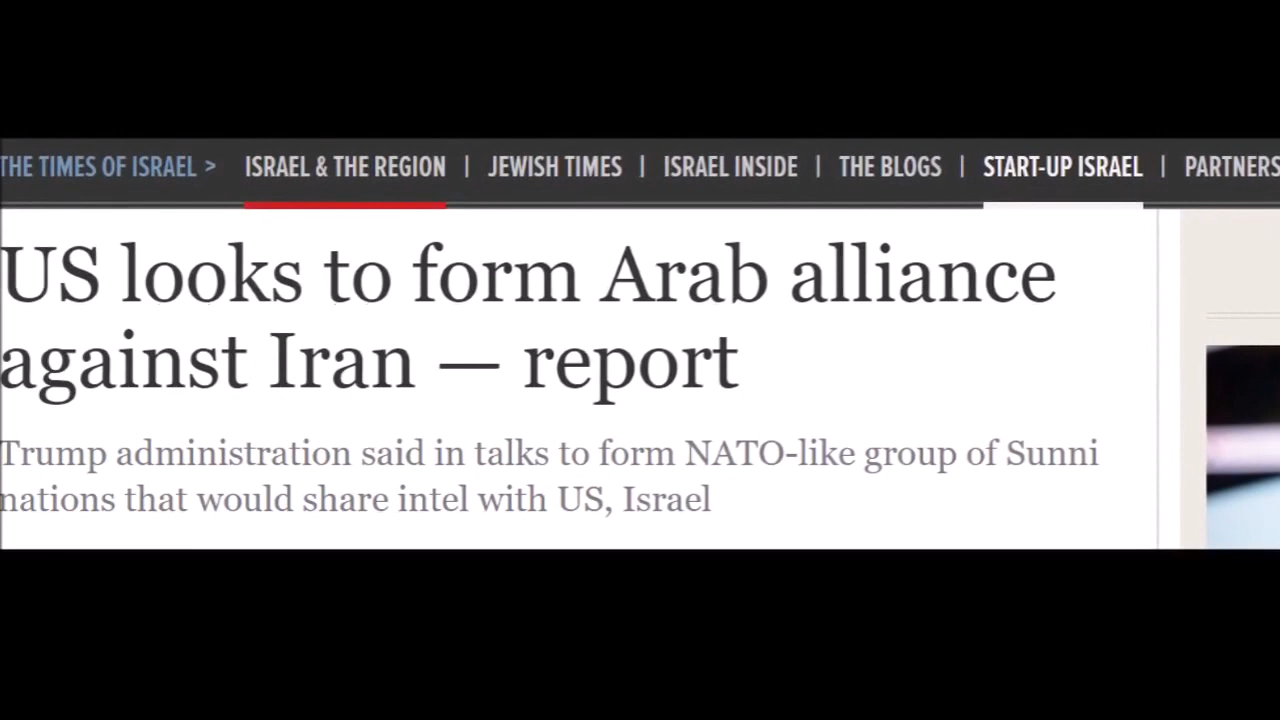 THE TIMES OF ISRAEL > ISRAEL & THE REGION | JEWISH TIMES | ISRAEL INSIDE | THE BLOGS | START-UP ISRAEL | PARTNERS
US looks to form Arab alliance
against Iran — report
Trump administration said in talks to form NATO-like group of Sunni
nations that would share intel with US, Israel